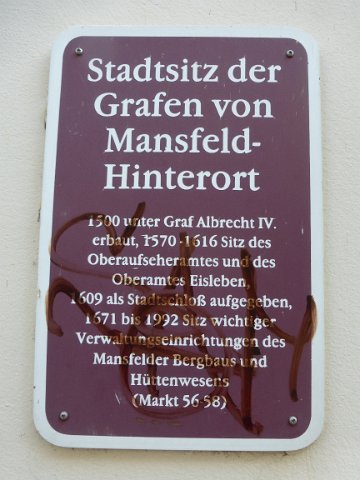 Stadtsitz der
Grafen von
Mansfeld-
Hinterort
1500 unter Graf Albrecht IV.
erbaut, 1570-1616 Sitz des
Oberaufseheramtes und des
Oberamtes Eisleben,
1609 als Stadtschloß aufgegeben,
1671 bis 1992 Sitz wichtiger
Verwaltungseinrichtungen des
Mansfelder Bergbaus und
Hüttenwesens
(Markt 56-58)